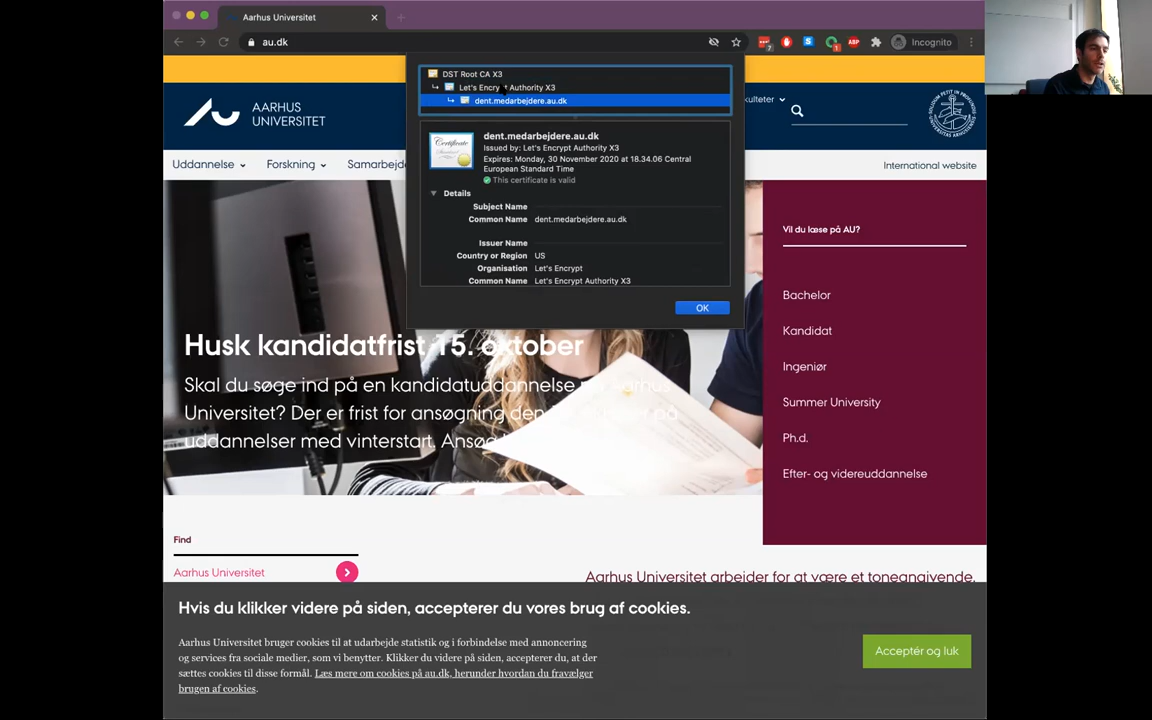 Aarhus Universitet
au.dk
7
1
ABP
Incognito
DST Root CA X3
Let's Encrypt Authority X3
dent.medarbejdere.au.dk
dent.medarbejdere.au.dk
Issued by: Let's Encrypt Authority X3
Expires: Monday, 30 November 2020 at 18.34.06 Central
European Standard Time
This certificate is valid
Certificate
Standard
Details
Subject Name
Common Name dent.medarbejdere.au.dk
Issuer Name
Country or Region US
Organisation Let's Encrypt
Common Name Let's Encrypt Authority X3
OK
AARHUS
UNIVERSITET
Uddannelse
Forskning
International website
Vil du læse på AU?
Bachelor
Kandidat
Ingeniør
Summer University
Ph.d.
Efter- og videreuddannelse
Husk kandidatfrist 15. oktober
Skal du søge ind på en kandidatuddannelse
Universitet? Der er frist for ansøgning den
uddannelser med vinterstart.
Find
Aarhus Universitet
Aarhus Universitet arbejder for at være et toneangivende,
Hvis du klikker videre på siden, accepterer du vores brug af cookies.
Aarhus Universitet bruger cookies til at udarbejde statistik og i forbindelse med annoncering
og services fra sociale medier, som vi benytter. Klikker du videre på siden, accepterer du, at der
sættes cookies til disse formål. Læs mere om cookies på au.dk, herunder hvordan du fravælger
brugen af cookies.
Acceptér og luk